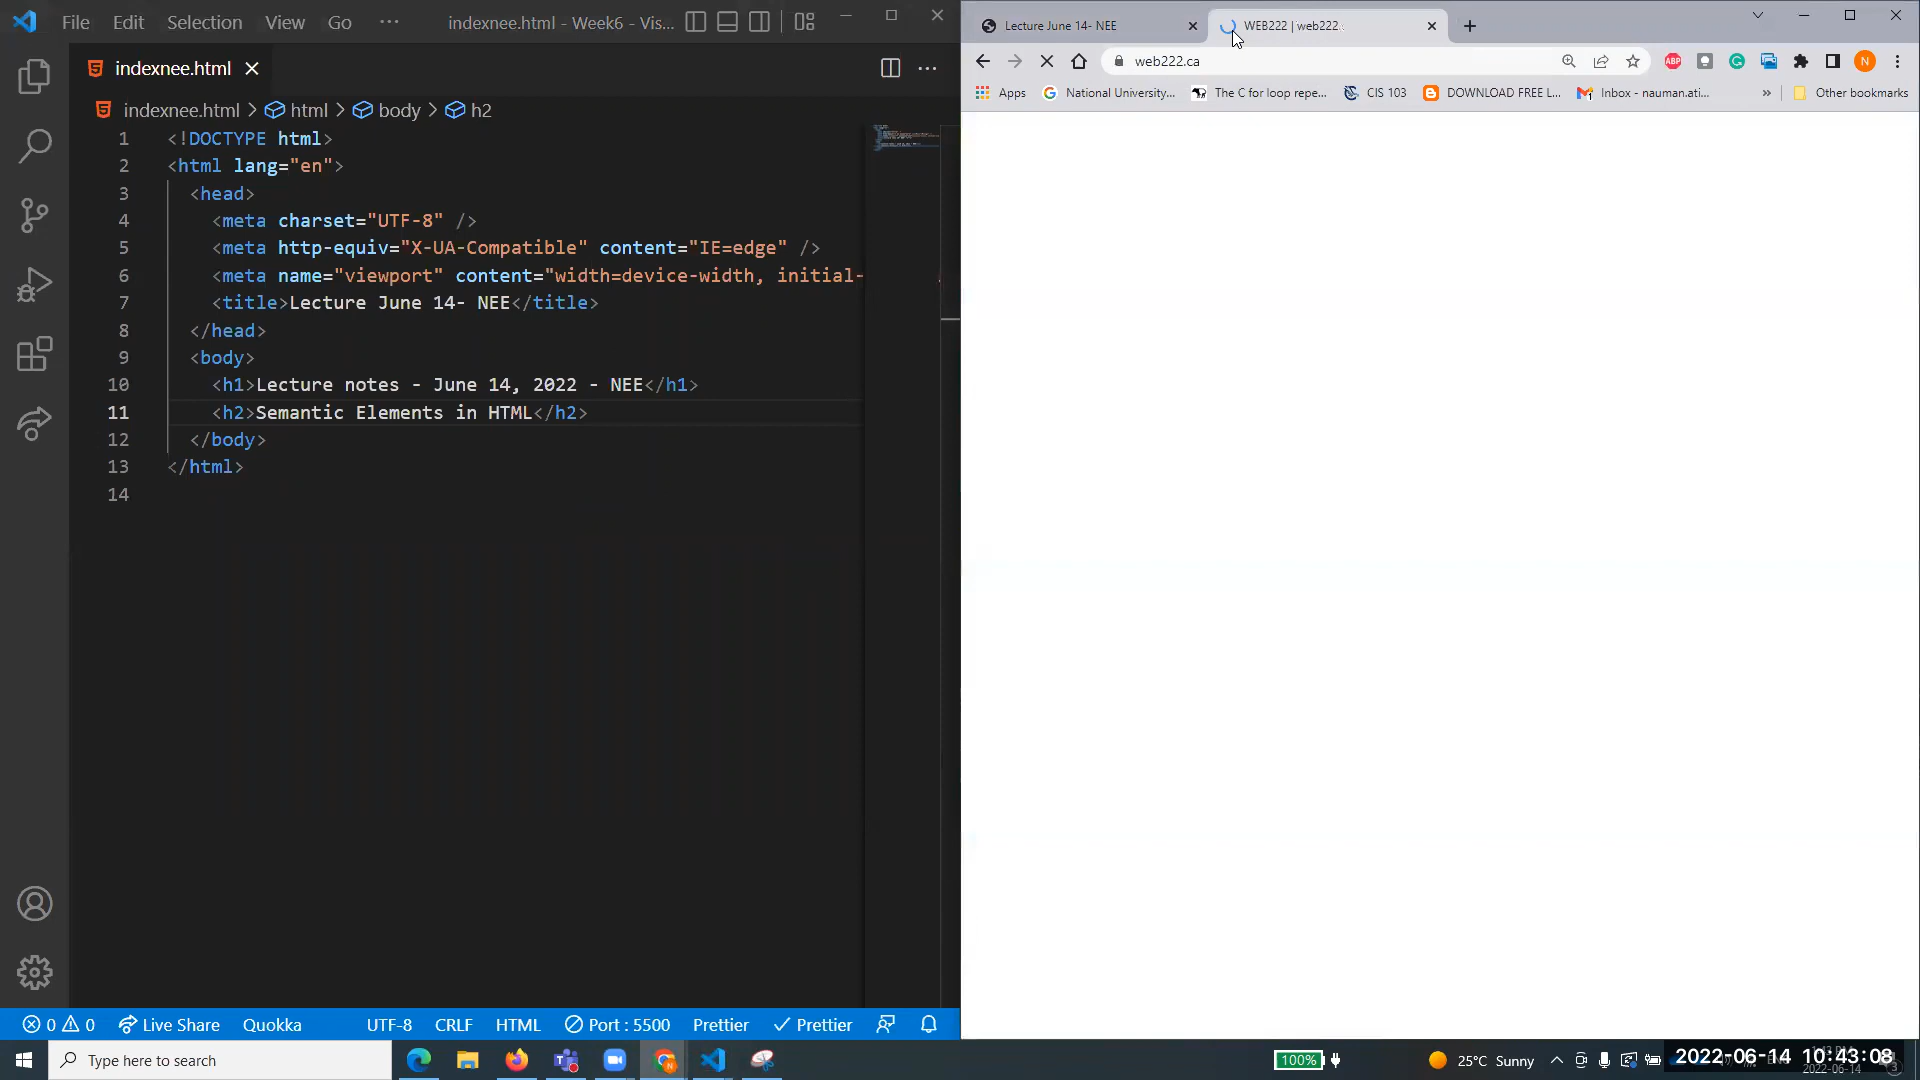 File Edit Selection View Go ··· indexnee.html - Week6 - Vis...
indexnee.html
indexnee.html > html > body > h2
1 <!DOCTYPE html>
2 <html lang="en">
3 <head>
4 <meta charset="UTF-8" />
5 <meta http-equiv="X-UA-Compatible" content="IE=edge" />
6 <meta name="viewport" content="width=device-width, initial-
7 <title>Lecture June 14- NEE</title>
8 </head>
9 <body>
10 <h1>Lecture notes - June 14, 2022 - NEE</h1>
11 <h2>Semantic Elements in HTML</h2>
12 </body>
13 </html>
14
0 0 Live Share Quokka UTF-8 CRLF HTML Port : 5500 Prettier Prettier
Lecture June 14- NEE WEB222 | web222.
web222.ca ABP N
Apps National University... The C for loop repe... CIS 103 DOWNLOAD FREE L... Inbox - nauman.ati... » Other bookmarks
Type here to search 100% 25°C Sunny 2022-06-14 10:43:08
2022-06-14